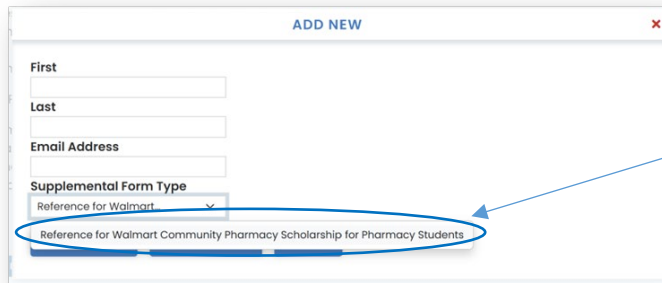 ADD NEW
First
Last
Email Address
Supplemental Form Type
Reference for Walmart...
Reference for Walmart Community Pharmacy Scholarship for Pharmacy Students